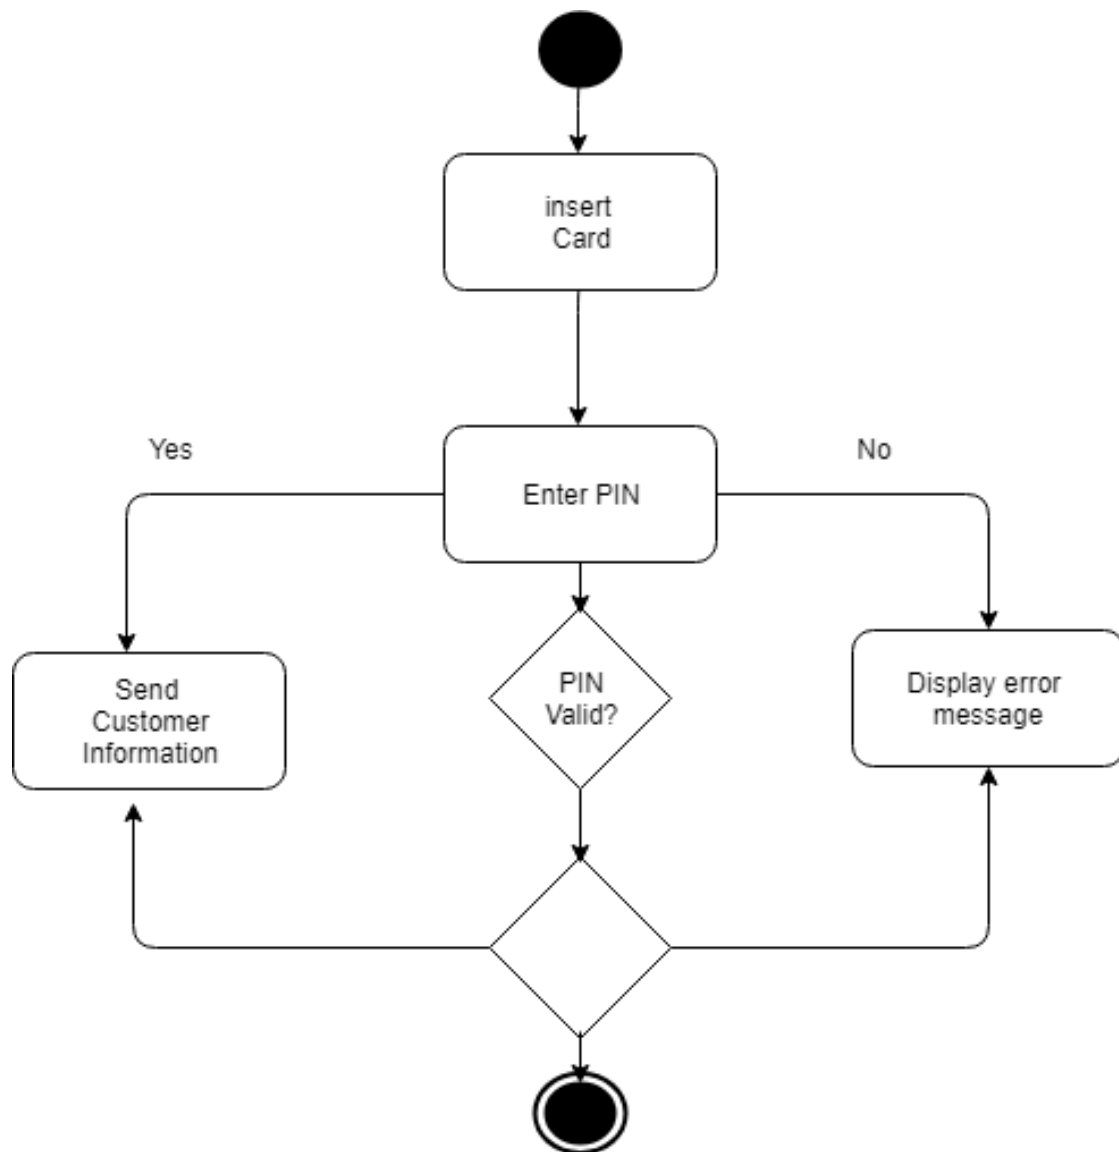 insert
Card
Yes
No
Enter PIN
Send
Customer
Information
PIN
Valid?
Display error
message